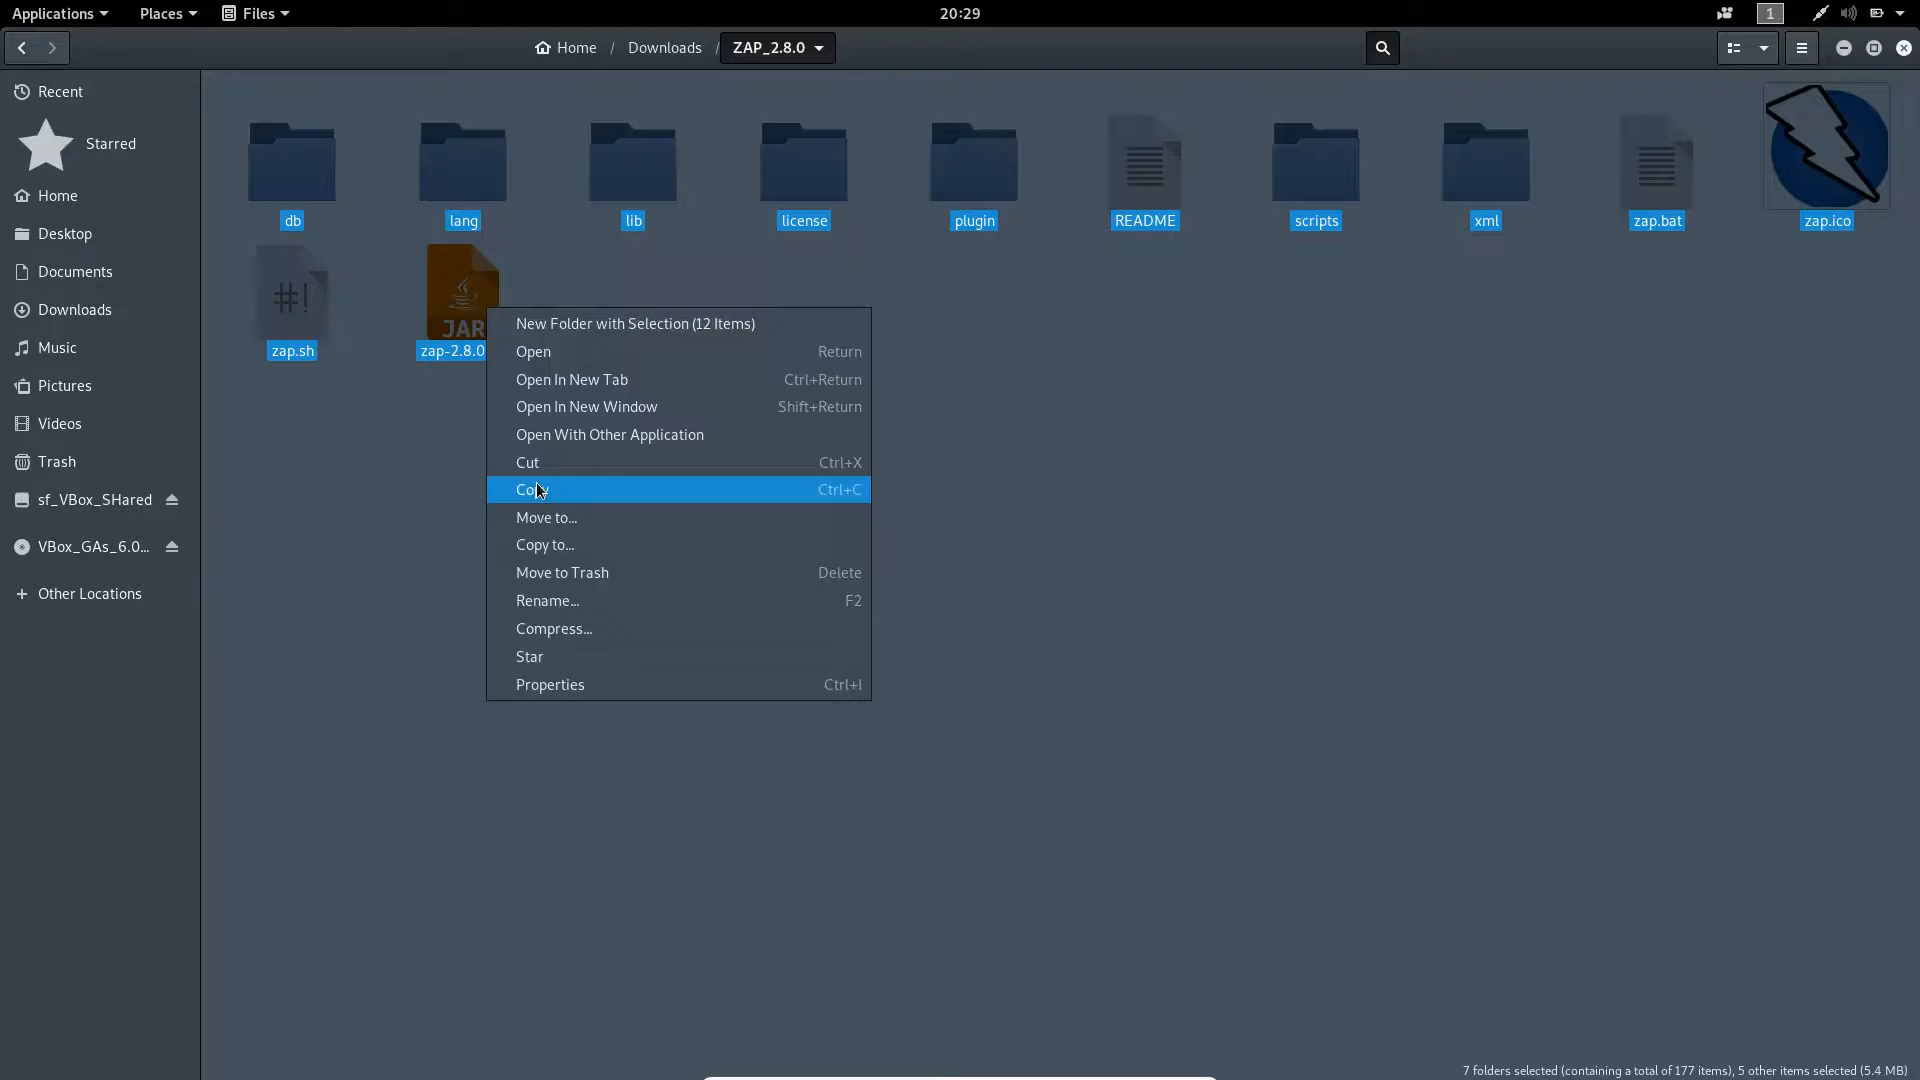 Applications Places Files 20:29 1
Home / Downloads / ZAP_2.8.0
Recent
Starred
Home
Desktop
Documents
Downloads
Music
Pictures
Videos
Trash
sf_VBox_SHared
VBox_GAs_6.0...
+ Other Locations
db lang lib license plugin README scripts xml zap.bat zap.ico
#! JAR
zap.sh zap-2.8.0
New Folder with Selection (12 Items)
Open Return
Open In New Tab Ctrl+Return
Open In New Window Shift+Return
Open With Other Application
Cut Ctrl+X
Copy Ctrl+C
Move to...
Copy to...
Move to Trash Delete
Rename... F2
Compress...
Star
Properties Ctrl+I
7 folders selected (containing a total of 177 items), 5 other items selected (5.4 MB)